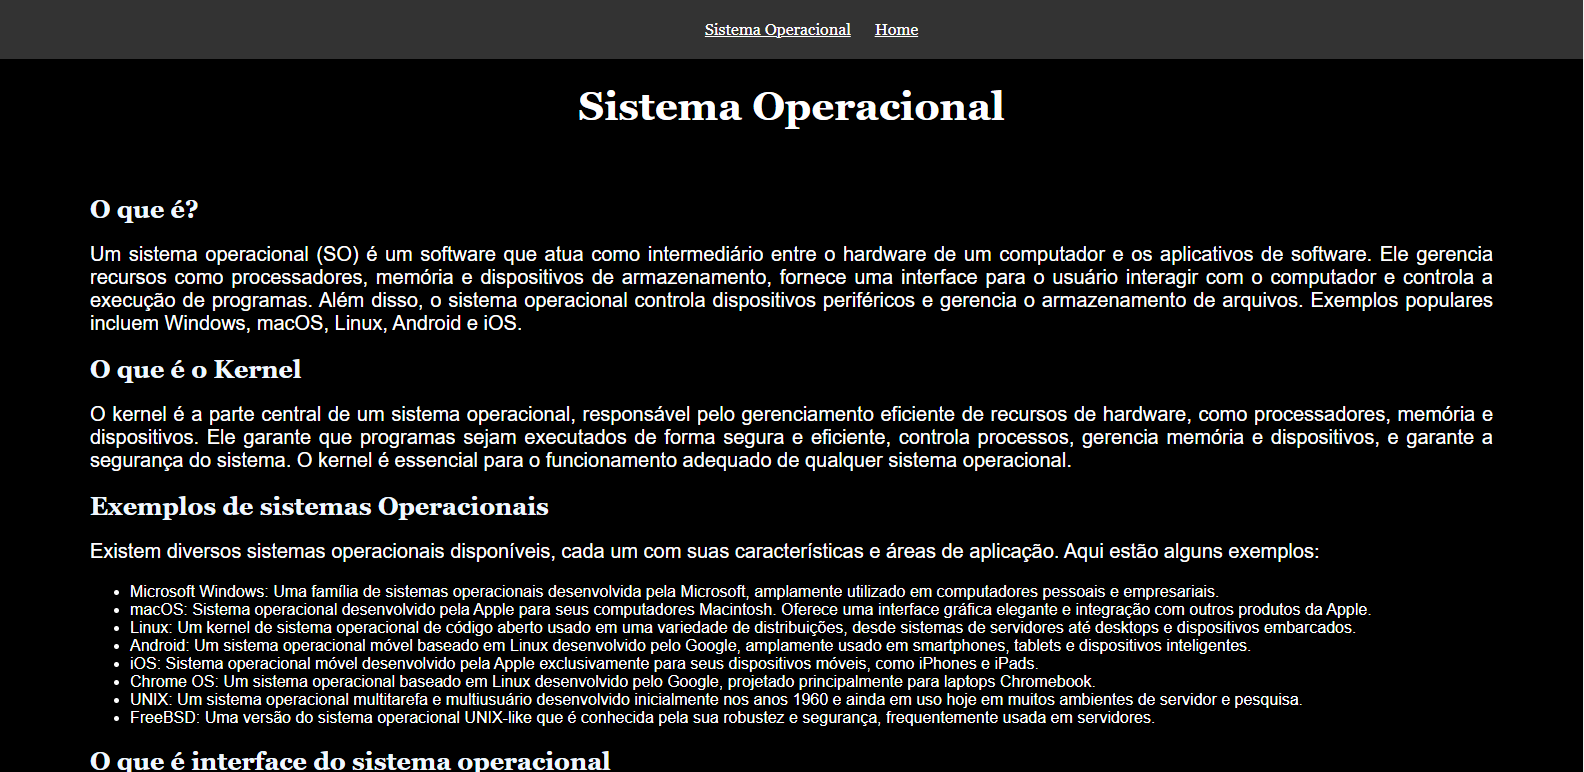 Sistema Operacional Home
Sistema Operacional
O que é?
Um sistema operacional (SO) é um software que atua como intermediário entre o hardware de um computador e os aplicativos de software. Ele gerencia
recursos como processadores, memória e dispositivos de armazenamento, fornece uma interface para o usuário interagir com o computador e controla a
execução de programas. Além disso, o sistema operacional controla dispositivos periféricos e gerencia o armazenamento de arquivos. Exemplos populares
incluem Windows, macOS, Linux, Android e iOS.
O que é o Kernel
O kernel é a parte central de um sistema operacional, responsável pelo gerenciamento eficiente de recursos de hardware, como processadores, memória e
dispositivos. Ele garante que programas sejam executados de forma segura e eficiente, controla processos, gerencia memória e dispositivos, e garante a
segurança do sistema. O kernel é essencial para o funcionamento adequado de qualquer sistema operacional.
Exemplos de sistemas Operacionais
Existem diversos sistemas operacionais disponíveis, cada um com suas características e áreas de aplicação. Aqui estão alguns exemplos:
• Microsoft Windows: Uma família de sistemas operacionais desenvolvida pela Microsoft, amplamente utilizado em computadores pessoais e empresariais.
• macOS: Sistema operacional desenvolvido pela Apple para seus computadores Macintosh. Oferece uma interface gráfica elegante e integração com outros produtos da Apple.
• Linux: Um kernel de sistema operacional de código aberto usado em uma variedade de distribuições, desde sistemas de servidores até desktops e dispositivos embarcados.
• Android: Um sistema operacional móvel baseado em Linux desenvolvido pelo Google, amplamente usado em smartphones, tablets e dispositivos inteligentes.
• iOS: Sistema operacional móvel desenvolvido pela Apple exclusivamente para seus dispositivos móveis, como iPhones e iPads.
• Chrome OS: Um sistema operacional baseado em Linux desenvolvido pelo Google, projetado principalmente para laptops Chromebook.
• UNIX: Um sistema operacional multitarefa e multiusuário desenvolvido inicialmente nos anos 1960 e ainda em uso hoje em muitos ambientes de servidor e pesquisa.
• FreeBSD: Uma versão do sistema operacional UNIX-like que é conhecida pela sua robustez e segurança, frequentemente usada em servidores.
O que é interface do sistema operacional